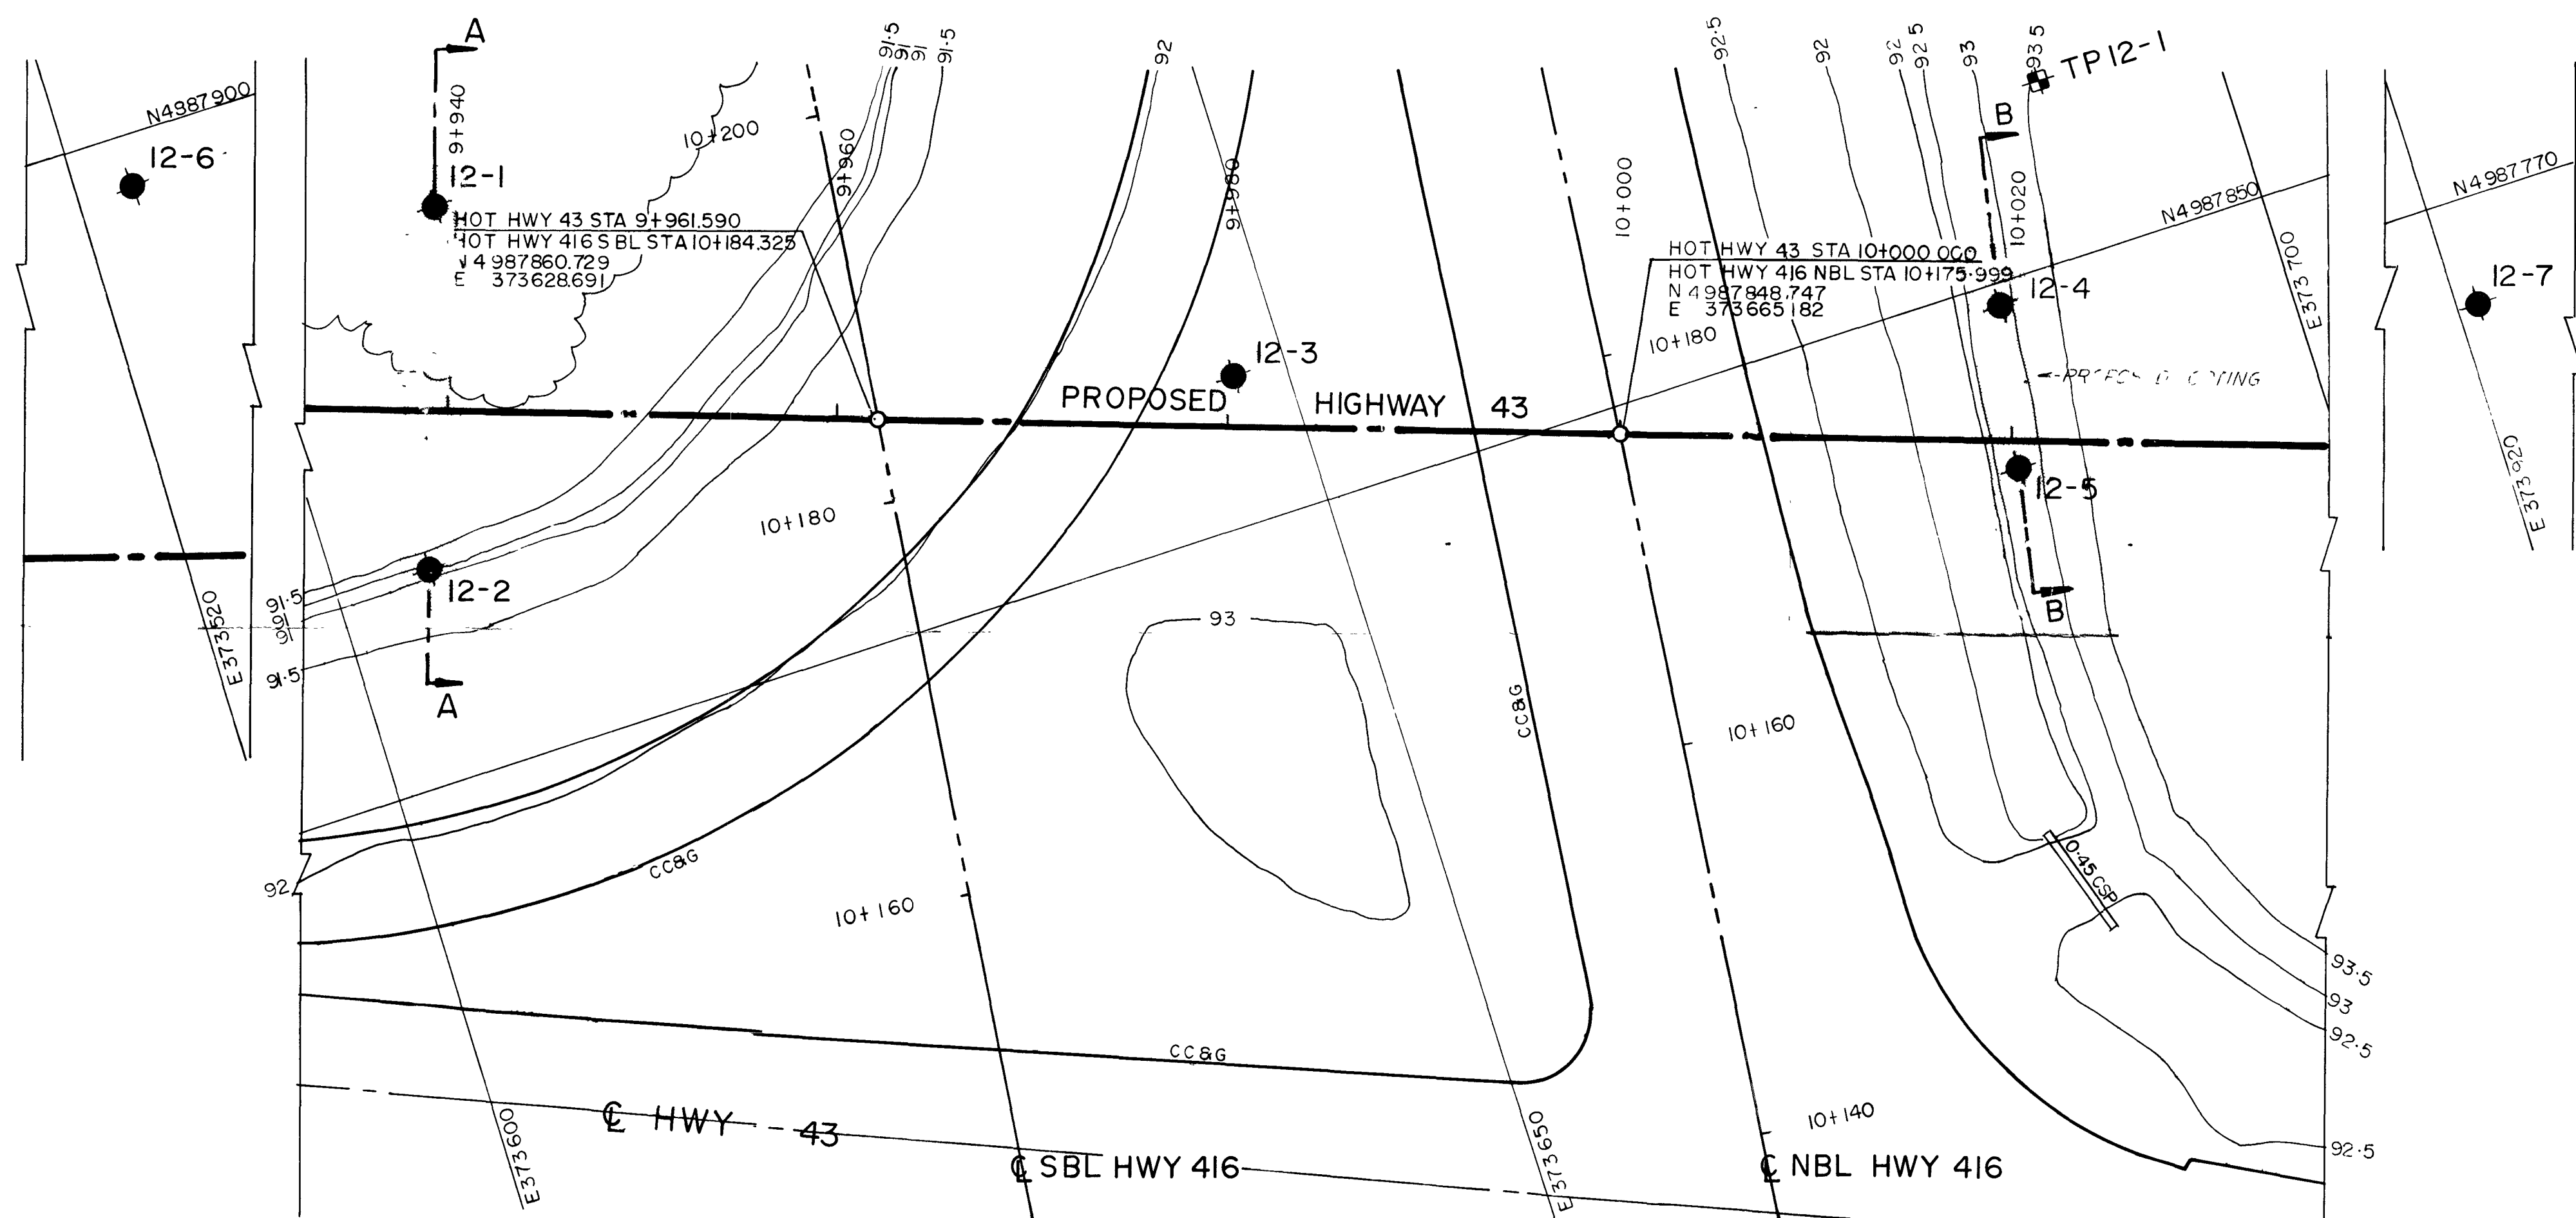 A
91.5
91
91
91.5
92
92.5
92
92
92 5
93
93 5
TP 12-1
N4987900
12-6
9+940
10+200
9+960
9+980
10+000
B
10+020
N4987850
N4987770
12-1
HOT HWY 43 STA 9+961.590
HOT HWY 416 S BL STA 10+184.325
4 987860.729
E 373628.691
HOT HWY 43 STA 10+000 000
HOT HWY 416 NBL STA 10+175.999
N 4987848.747
E 373665 182
12-4
12-7
E373700
12-3
10+180
PROPOSED HIGHWAY 43
12-5
E 373920
10+180
12-2
91.5
91
91
91.5
E373520
A
93
B
CC&G
10+160
0.45 CSP
CC&G
92
10+160
93.5
93
92.5
CC&G
℄ HWY 43
E373600
E373650
10+140
92.5
℄ SBL HWY 416
℄ NBL HWY 416